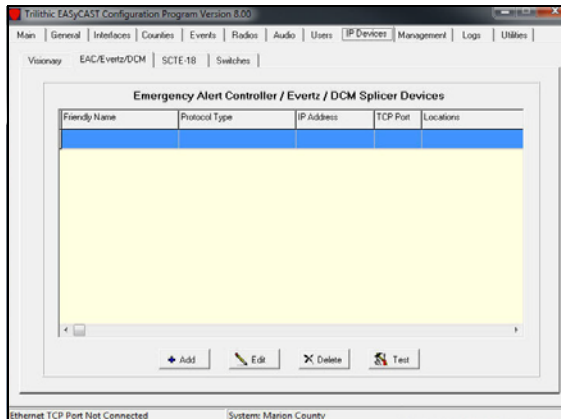 Trilithic EASyCAST Configuration Program Version 8.00
Main General Interfaces Counties Events Radios Audio Users IP Devices Management Logs Utilities
Visionary EAC/Evertz/DCM SCTE-18 Switches
Emergency Alert Controller / Evertz / DCM Splicer Devices
Friendly Name Protocol Type IP Address TCP Port Locations
Add Edit Delete Test
Ethernet TCP Port Not Connected System: Marion County